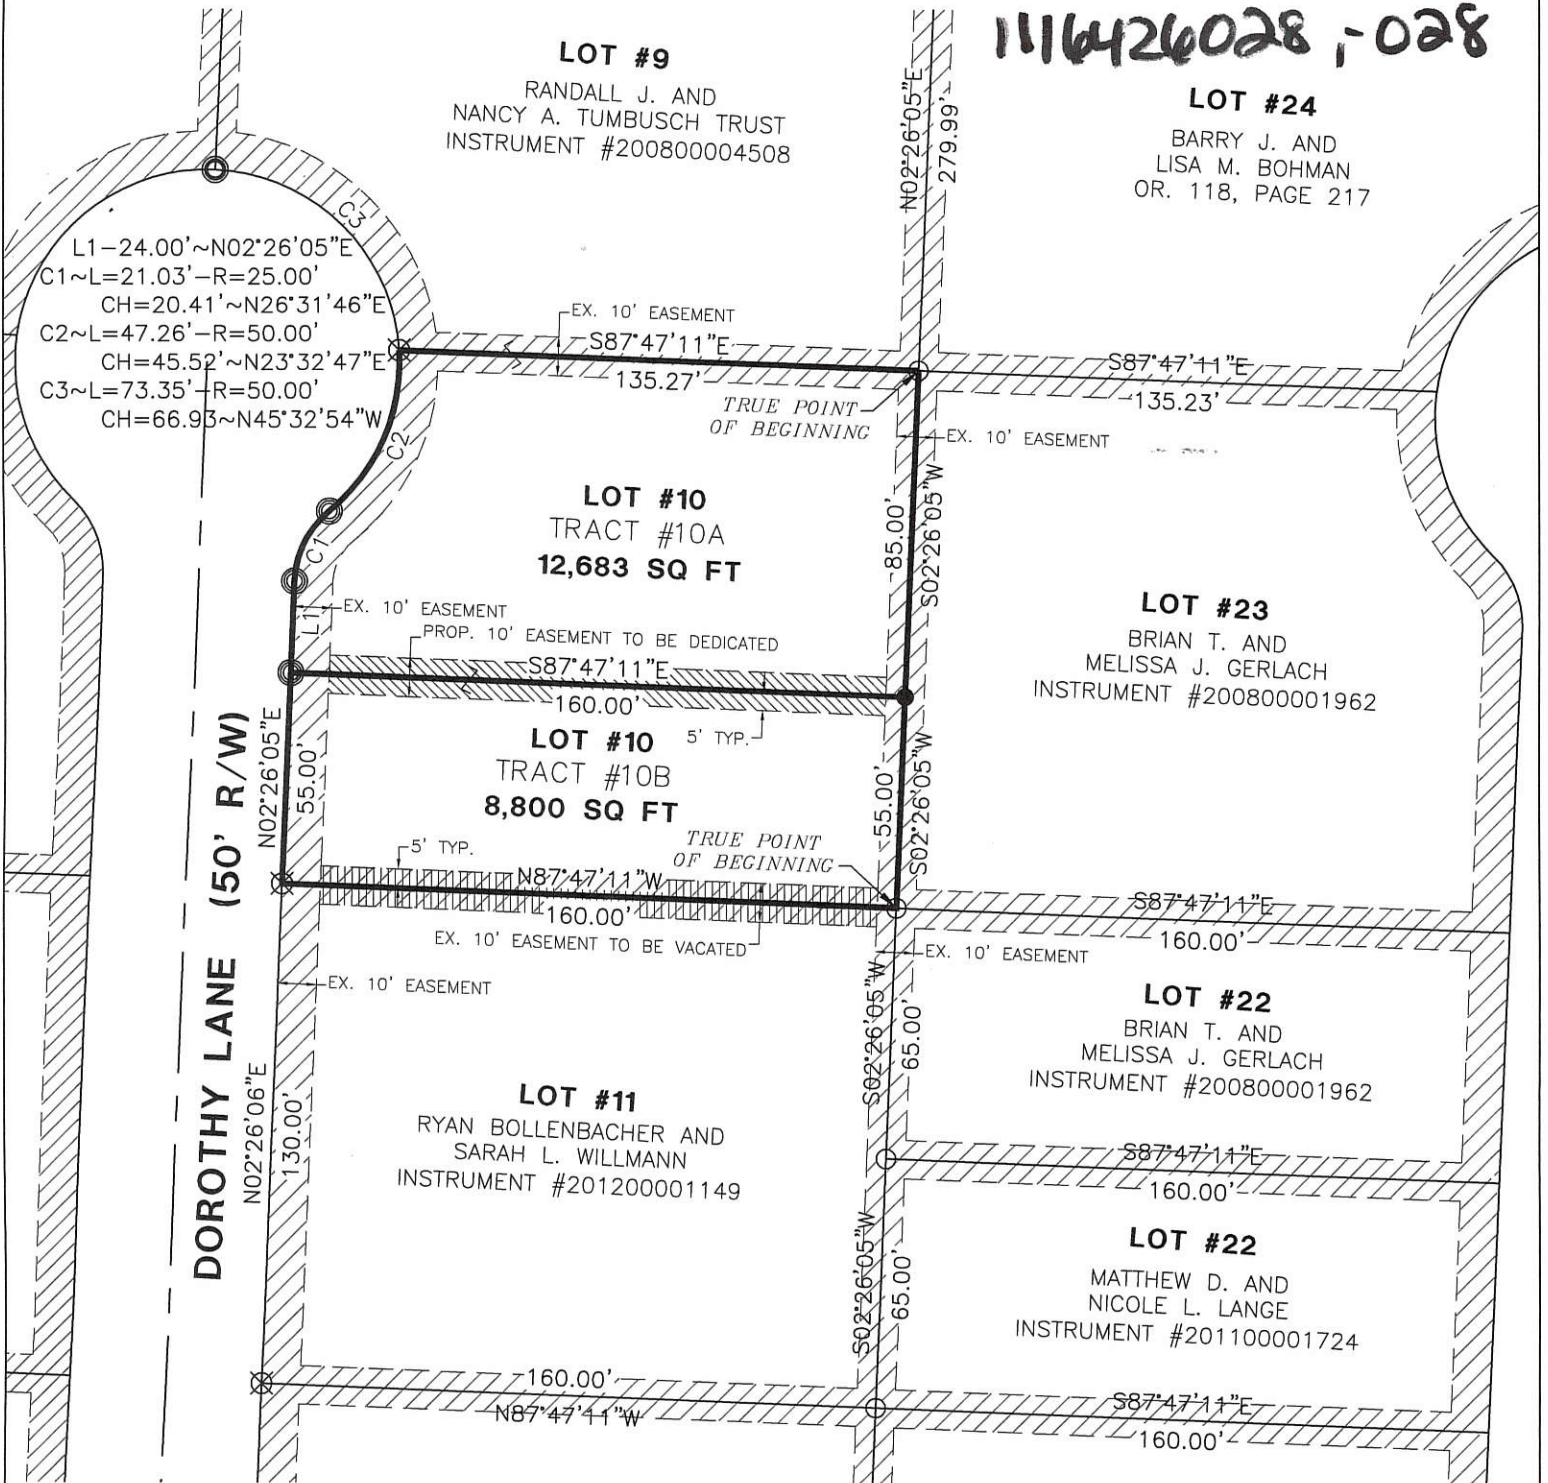 1116426028,-028
LOT #9
RANDALL J. AND
NANCY A. TUMBUSCH TRUST
INSTRUMENT #200800004508
N02°26'05"E
279.99'
LOT #24
BARRY J. AND
LISA M. BOHMAN
OR. 118, PAGE 217
C3
L1-24.00'~N02°26'05"E
C1~L=21.03'-R=25.00'
CH=20.41'~N26°31'46"E
C2~L=47.26'-R=50.00'
CH=45.52'~N23°32'47"E
C3~L=73.35'-R=50.00'
CH=66.93~N45°32'54"W
EX. 10' EASEMENT
S87°47'11"E
135.27'
TRUE POINT
OF BEGINNING
S87°47'11"E
135.23'
EX. 10' EASEMENT
C2
C1
L1
LOT #10
TRACT #10A
12,683 SQ FT
85.00'
S02°26'05"W
EX. 10' EASEMENT
PROP. 10' EASEMENT TO BE DEDICATED
S87°47'11"E
160.00'
LOT #23
BRIAN T. AND
MELISSA J. GERLACH
INSTRUMENT #200800001962
5' TYP.
LOT #10
TRACT #10B
8,800 SQ FT
N02°26'05"E
55.00'
55.00'
S02°26'05"W
5' TYP.
TRUE POINT
OF BEGINNING
N87°47'11"W
160.00'
EX. 10' EASEMENT TO BE VACATED
S87°47'11"E
160.00'
EX. 10' EASEMENT
EX. 10' EASEMENT
DOROTHY LANE (50' R/W)
N02°26'06"E
130.00'
LOT #11
RYAN BOLLENBACHER AND
SARAH L. WILLMANN
INSTRUMENT #201200001149
S02°26'05"W
65.00'
LOT #22
BRIAN T. AND
MELISSA J. GERLACH
INSTRUMENT #200800001962
S87°47'11"E
160.00'
S02°26'05"W
65.00'
LOT #22
MATTHEW D. AND
NICOLE L. LANGE
INSTRUMENT #201100001724
160.00'
N87°47'11"W
S87°47'11"E
160.00'